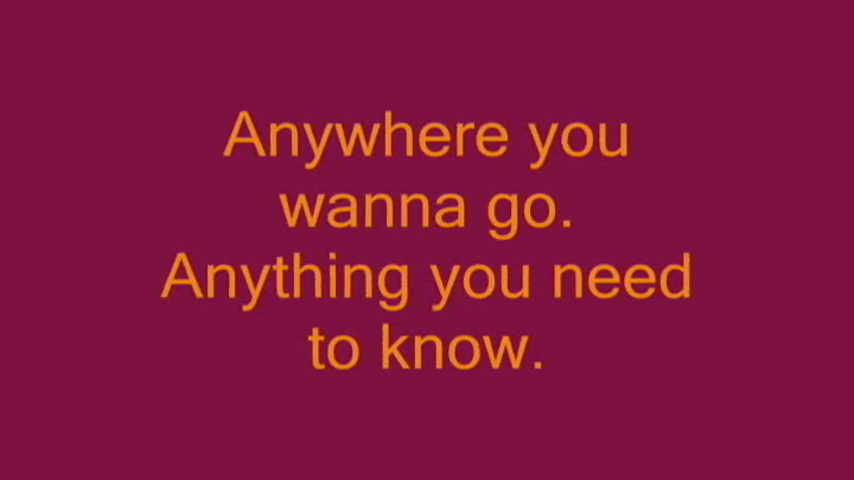 Anywhere you
wanna go.
Anything you need
to know.